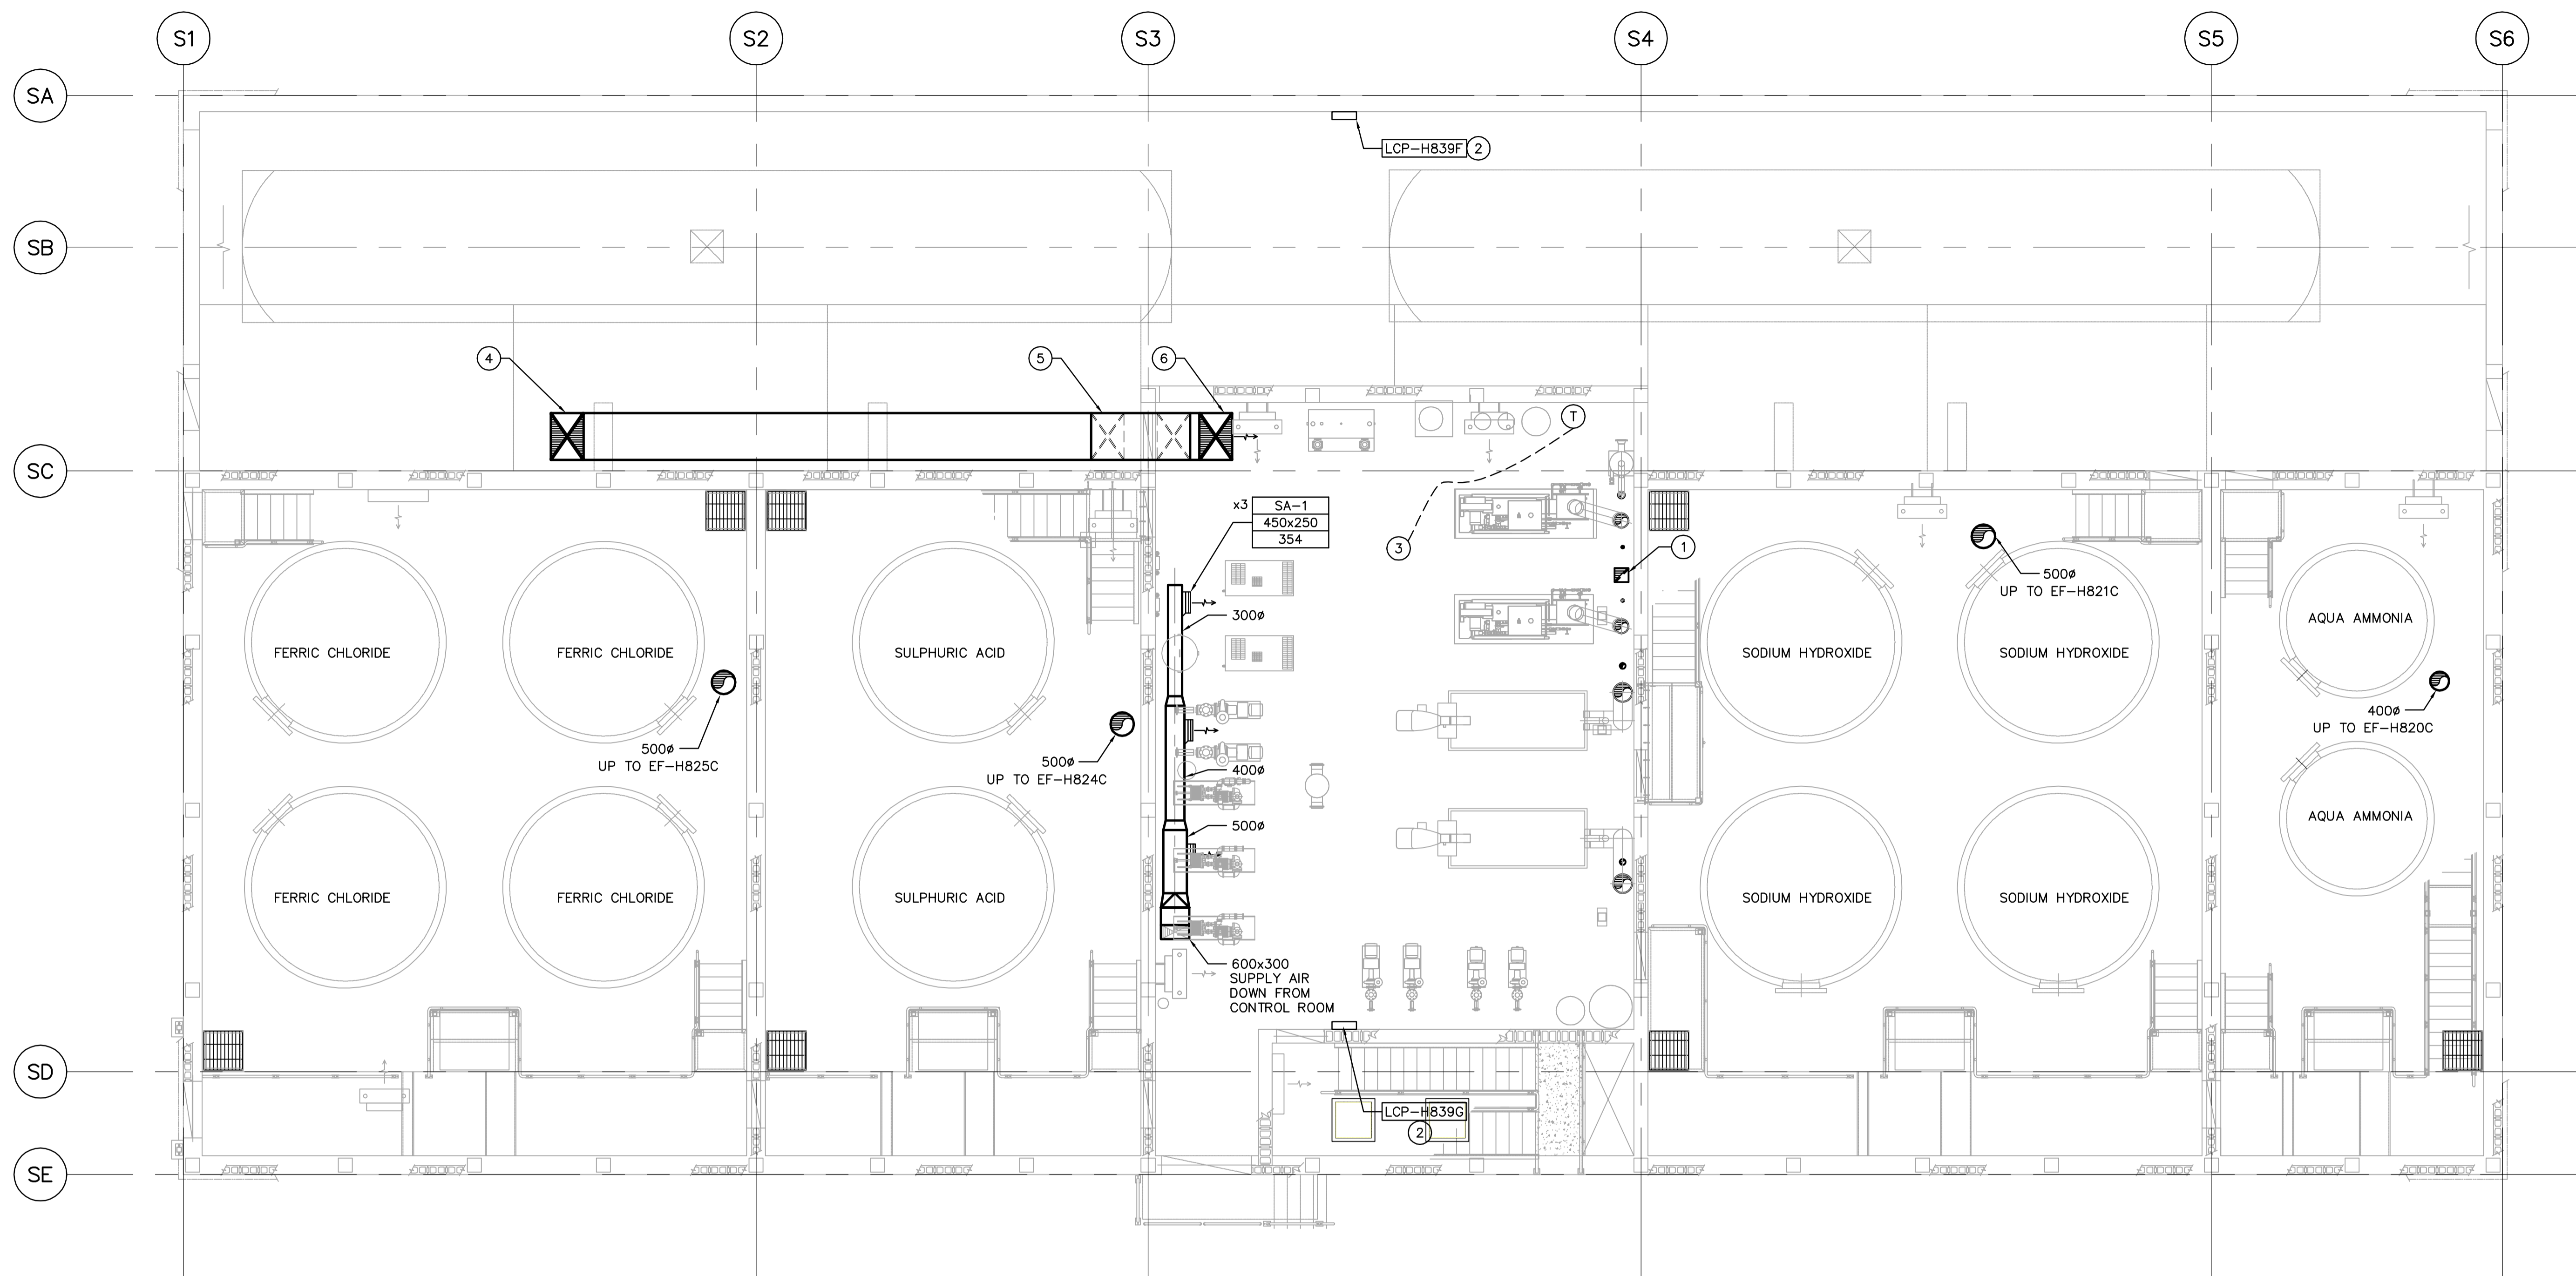 S1
S2
S3
S4
S5
S6
SA
LCP-H839F
2
SB
4
5
6
T
SC
x3
SA-1
450x250
354
3
1
500ø
UP TO EF-H821C
300ø
FERRIC CHLORIDE
FERRIC CHLORIDE
SULPHURIC ACID
SODIUM HYDROXIDE
SODIUM HYDROXIDE
AQUA AMMONIA
400ø
UP TO EF-H820C
500ø
UP TO EF-H825C
500ø
UP TO EF-H824C
400ø
500ø
AQUA AMMONIA
FERRIC CHLORIDE
FERRIC CHLORIDE
SULPHURIC ACID
SODIUM HYDROXIDE
SODIUM HYDROXIDE
600x300
SUPPLY AIR
DOWN FROM
CONTROL ROOM
SD
LCP-H839G
2
SE